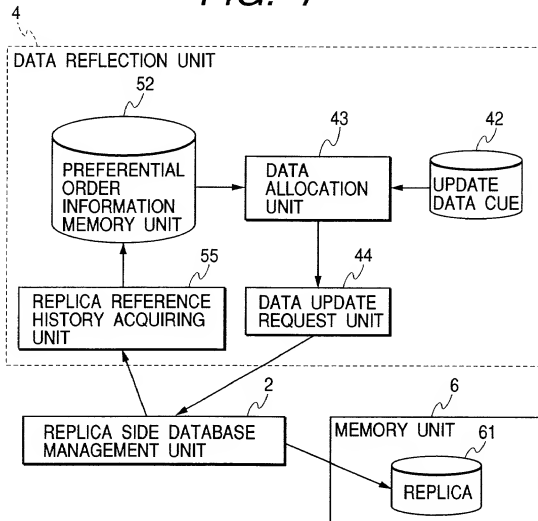 4
DATA REFLECTION UNIT
52
PREFERENTIAL
ORDER
INFORMATION
MEMORY UNIT
43
DATA
ALLOCATION
UNIT
42
UPDATE
DATA CUE
55
REPLICA REFERENCE
HISTORY ACQUIRING
UNIT
44
DATA UPDATE
REQUEST UNIT
2
REPLICA SIDE DATABASE
MANAGEMENT UNIT
6
MEMORY UNIT
61
REPLICA